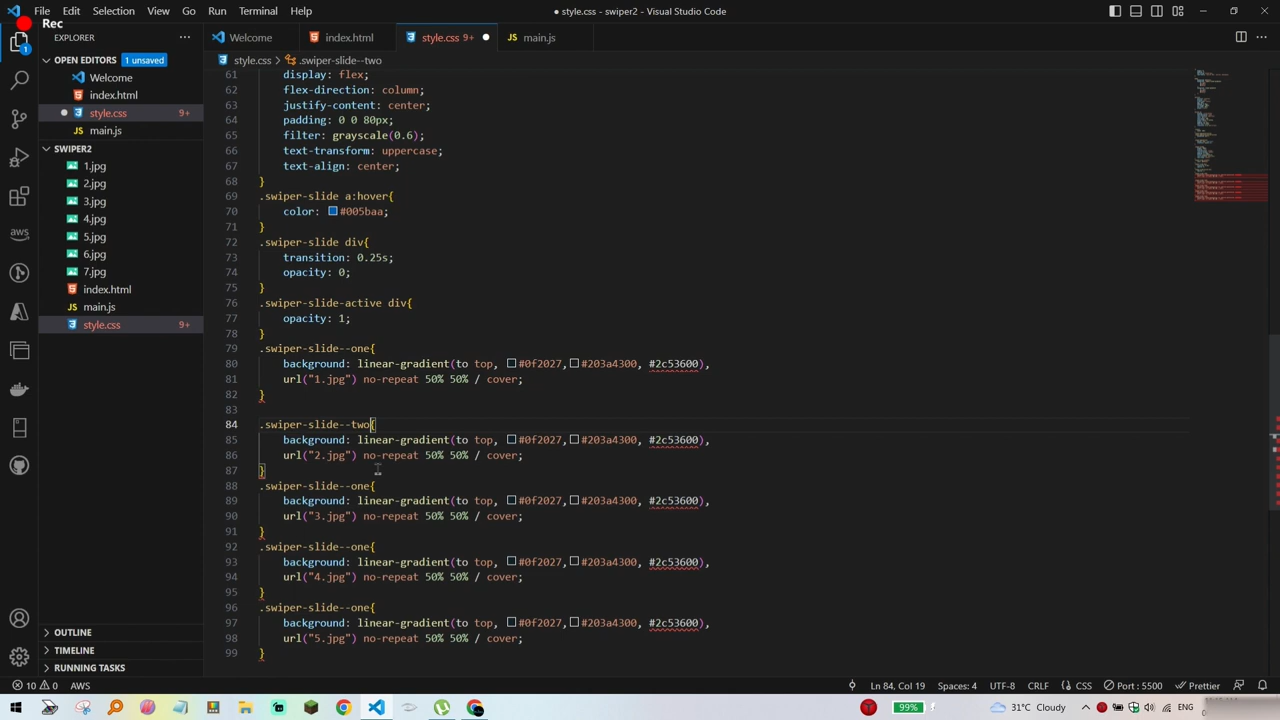 File Edit Selection View Go Run Terminal Help
● style.css - swiper2 - Visual Studio Code
Rec
EXPLORER
Welcome
index.html
style.css 9+
main.js
OPEN EDITORS 1 unsaved
style.css > .swiper-slide--two
Welcome
index.html
style.css 9+
main.js
SWIPER2
1.jpg
2.jpg
3.jpg
4.jpg
5.jpg
6.jpg
7.jpg
index.html
main.js
style.css 9+
OUTLINE
TIMELINE
RUNNING TASKS
1
aws
61 display: flex;
62 flex-direction: column;
63 justify-content: center;
64 padding: 0 0 80px;
65 filter: grayscale(0.6);
66 text-transform: uppercase;
67 text-align: center;
68 }
69 .swiper-slide a:hover{
70 color: #005baa;
71 }
72 .swiper-slide div{
73 transition: 0.25s;
74 opacity: 0;
75 }
76 .swiper-slide-active div{
77 opacity: 1;
78 }
79 .swiper-slide--one{
80 background: linear-gradient(to top, #0f2027,#203a4300, #2c53600),
81 url("1.jpg") no-repeat 50% 50% / cover;
82 }
83
84 .swiper-slide--two{
85 background: linear-gradient(to top, #0f2027,#203a4300, #2c53600),
86 url("2.jpg") no-repeat 50% 50% / cover;
87 }
88 .swiper-slide--one{
89 background: linear-gradient(to top, #0f2027,#203a4300, #2c53600),
90 url("3.jpg") no-repeat 50% 50% / cover;
91 }
92 .swiper-slide--one{
93 background: linear-gradient(to top, #0f2027,#203a4300, #2c53600),
94 url("4.jpg") no-repeat 50% 50% / cover;
95 }
96 .swiper-slide--one{
97 background: linear-gradient(to top, #0f2027,#203a4300, #2c53600),
98 url("5.jpg") no-repeat 50% 50% / cover;
99 }
10 0 AWS
Ln 84, Col 19 Spaces: 4 UTF-8 CRLF CSS Port : 5500 Prettier
99% 31°C Cloudy ENG